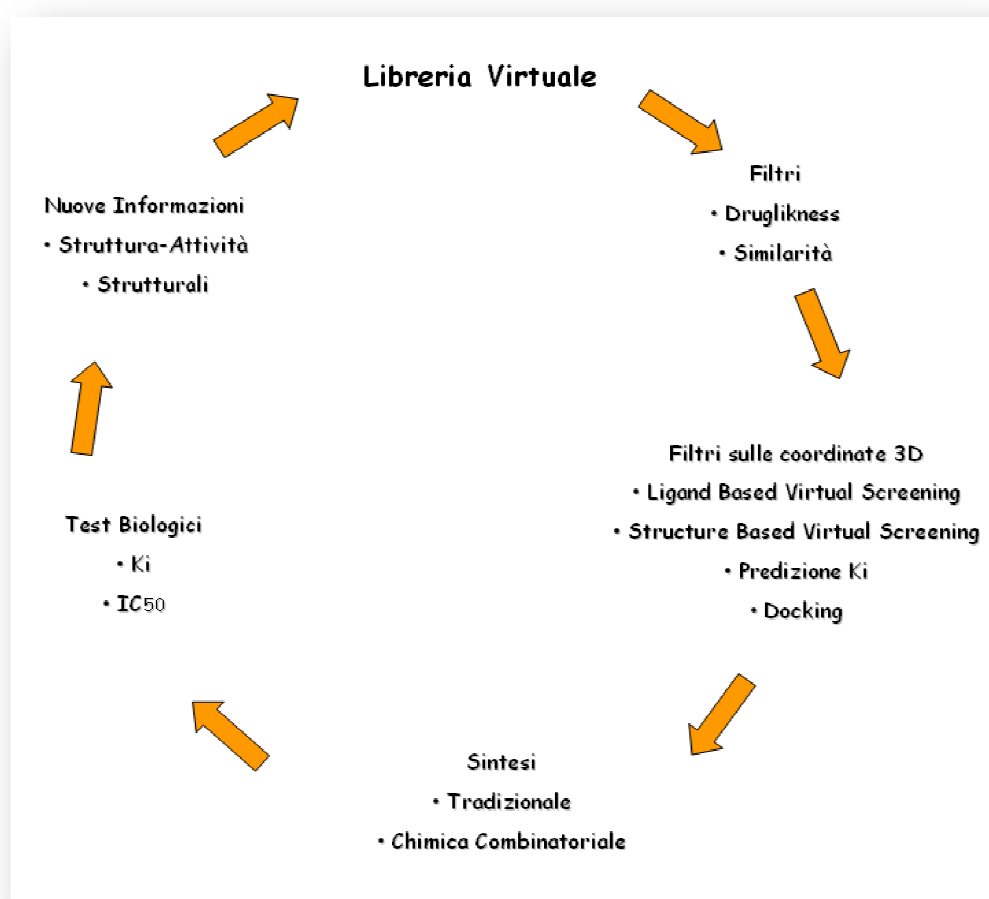 Libreria Virtuale
Filtri
• Druglikness
• Similarità
Filtri sulle coordinate 3D
• Ligand Based Virtual Screening
• Structure Based Virtual Screening
• Predizione Ki
• Docking
Sintesi
• Tradizionale
• Chimica Combinatoriale
Test Biologici
• Ki
• IC50
Nuove Informazioni
• Struttura-Attività
• Strutturali